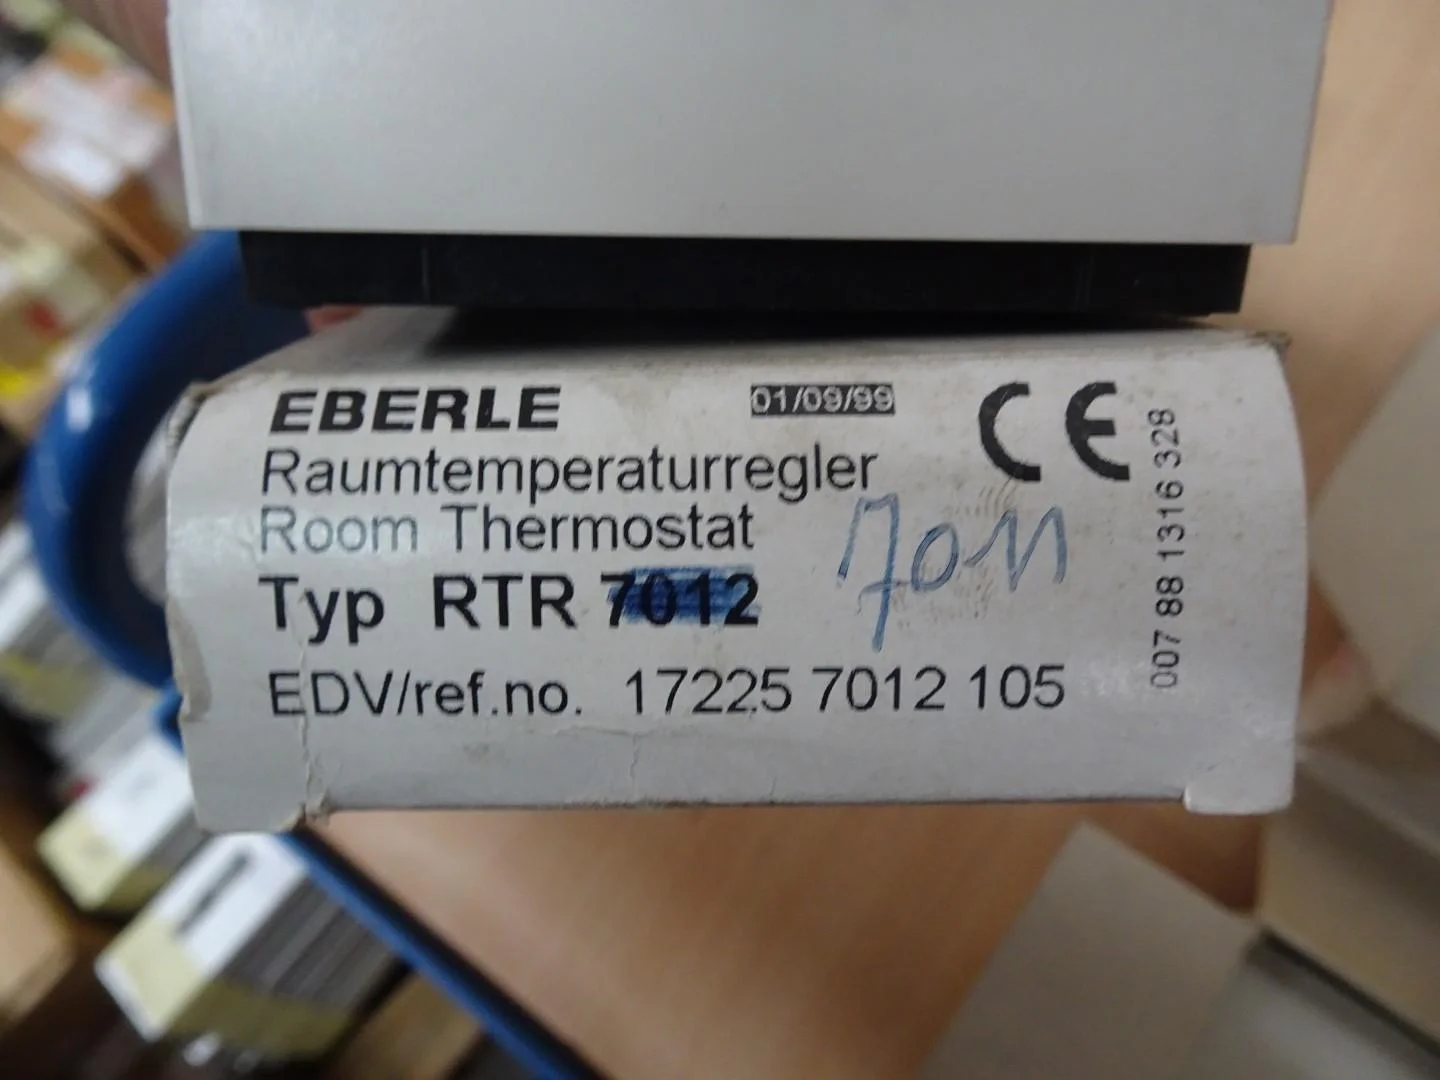 EBERLE 01/09/99 CE
Raumtemperaturregler
Room Thermostat
7011
Typ RTR 7012
EDV/ref.no. 17225 7012 105
007 88 1316 328